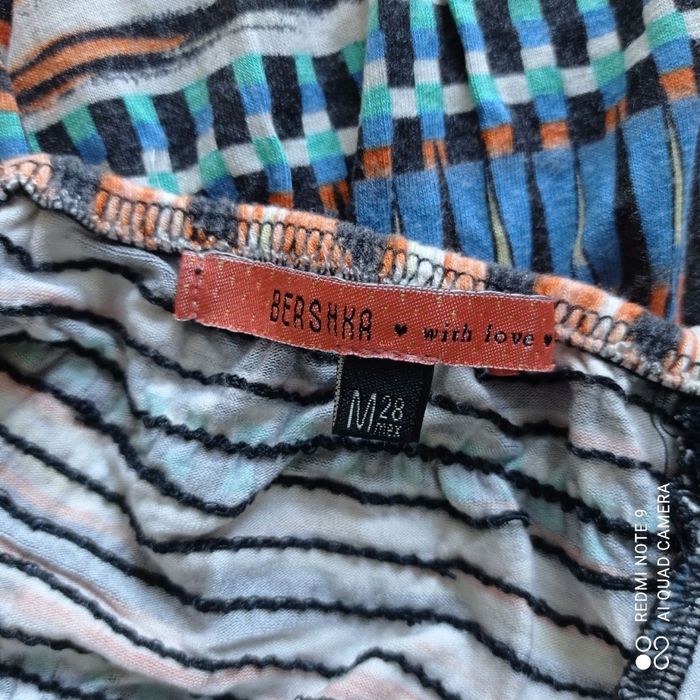 BERSHKA ♥ with love ♥
M 28
mex
REDMI NOTE 9
AI QUAD CAMERA